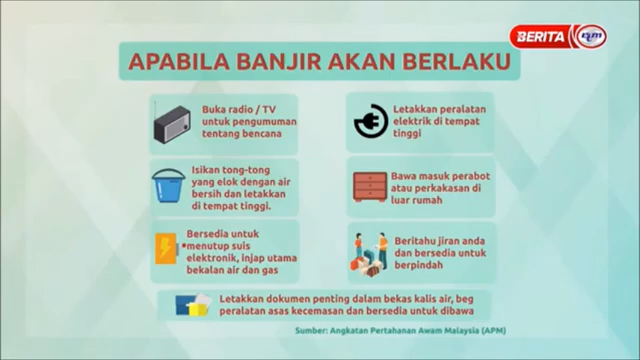 BERITA rtm
APABILA BANJIR AKAN BERLAKU
Buka radio / TV
untuk pengumuman
tentang bencana
Letakkan peralatan
elektrik di tempat
tinggi
Isikan tong-tong
yang elok dengan air
bersih dan letakkan
di tempat tinggi.
Bawa masuk perabot
atau perkakasan di
luar rumah
Bersedia untuk
menutup suis
elektronik, injap utama
bekalan air dan gas
Beritahu jiran anda
dan bersedia untuk
berpindah
Letakkan dokumen penting dalam bekas kalis air, beg
peralatan asas kecemasan dan bersedia untuk dibawa
Sumber: Angkatan Pertahanan Awam Malaysia (APM)